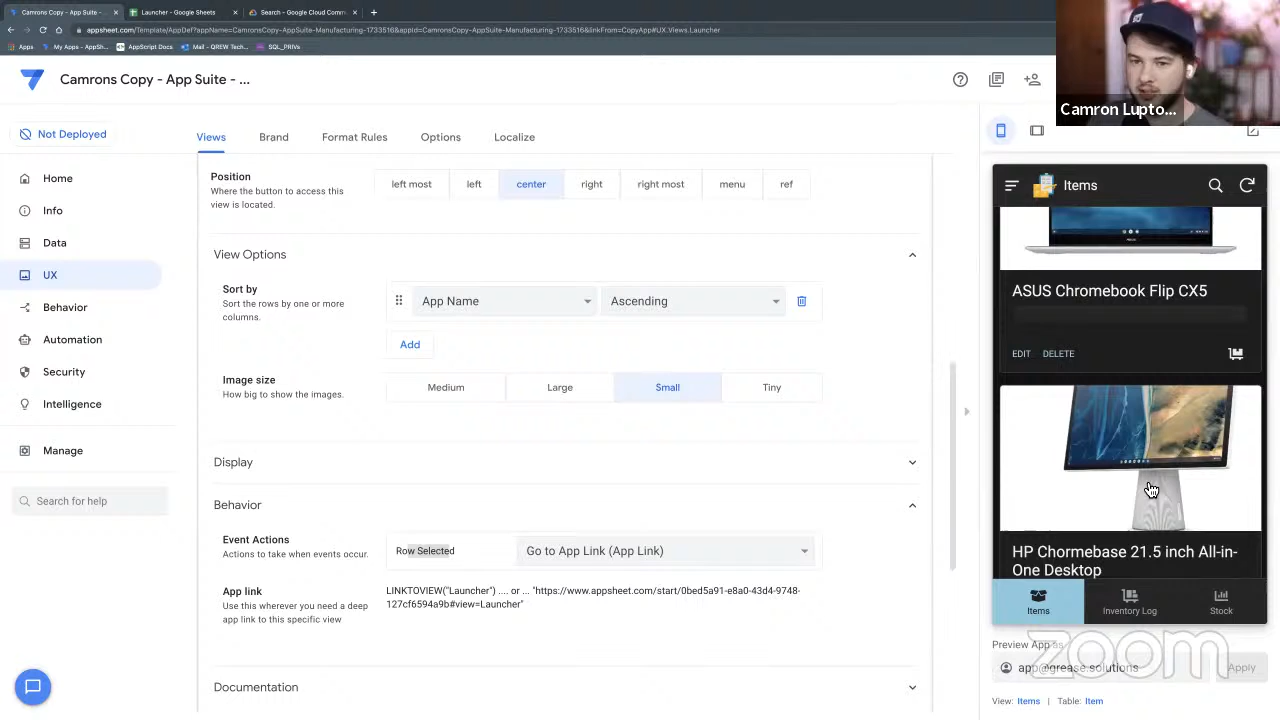 Camrons Copy - App Suite - Manu
Launcher - Google Sheets
Search – Google Cloud Comm
appsheet.com/Template/AppDef?appName=CamronsCopy-AppSuite-Manufacturing-1733516&appId=CamronsCopy-AppSuite-Manufacturing-1733516&linkFrom=CopyApp#UX.Views.Launcher
Apps
My Apps - AppSh...
AppScript Docs
Mail - QREW Tech...
SQL_PRIVs
Camrons Copy - App Suite - ...
Camron Lupto...
Not Deployed
Views
Brand
Format Rules
Options
Localize
Home
Info
Data
UX
Behavior
Automation
Security
Intelligence
Manage
Search for help
Position
Where the button to access this
view is located.
left most
left
center
right
right most
menu
ref
View Options
Sort by
Sort the rows by one or more
columns.
App Name
Ascending
Add
Image size
How big to show the images.
Medium
Large
Small
Tiny
Display
Behavior
Event Actions
Actions to take when events occur.
Row Selected
Go to App Link (App Link)
App link
Use this wherever you need a deep
app link to this specific view
LINKTOVIEW("Launcher") .... or ... "https://www.appsheet.com/start/0bed5a91-e8a0-43d4-9748-
127cf6594a9b#view=Launcher"
Documentation
Items
ASUS Chromebook Flip CX5
EDIT
DELETE
HP Chormebase 21.5 inch All-in-
One Desktop
Items
Inventory Log
Stock
Preview App as
app@grease.solutions
Apply
zoom
View: Items | Table: Item